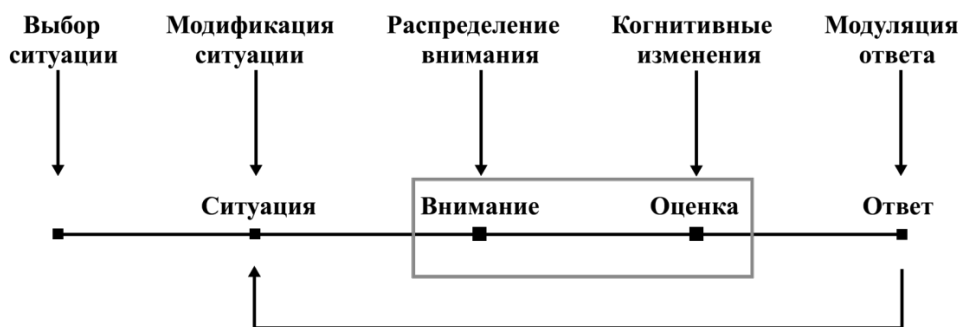 Выбор
ситуации
Модификация
ситуации
Распределение
внимания
Когнитивные
изменения
Модуляция
ответа
Ситуация
Внимание
Оценка
Ответ